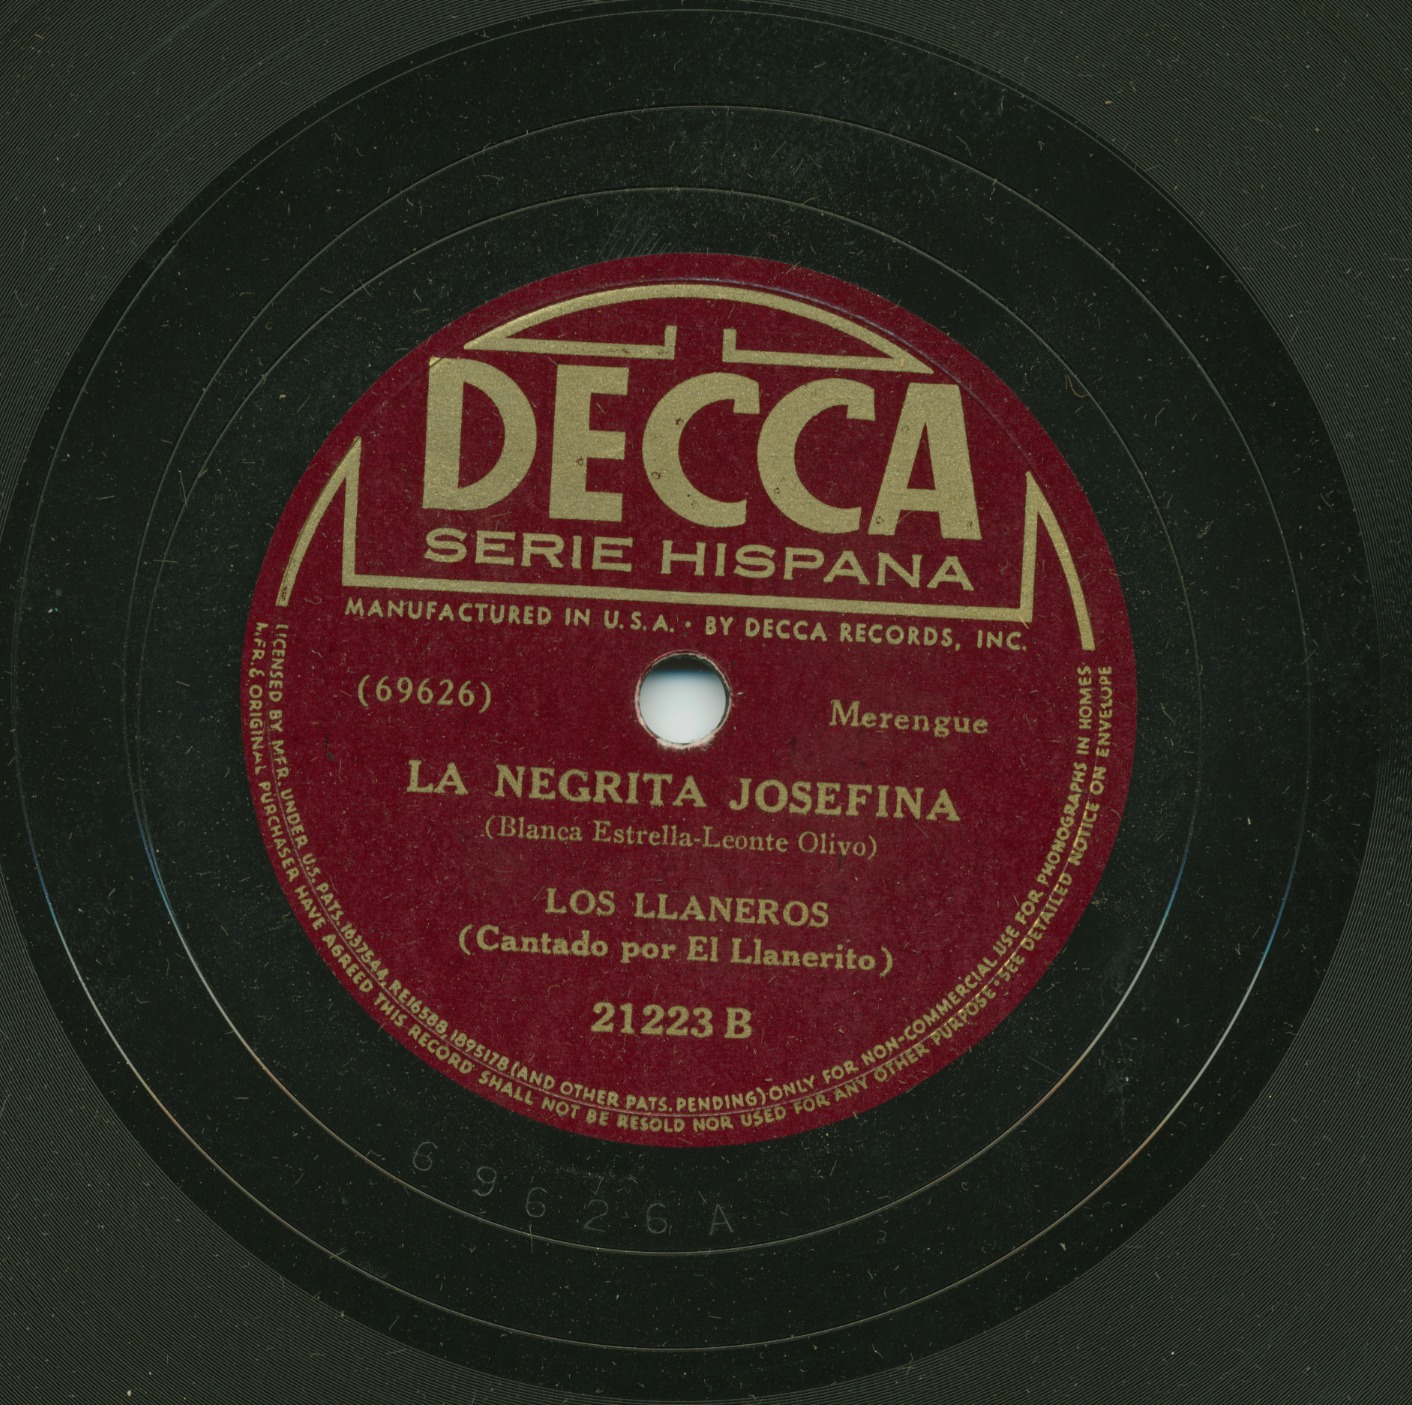 DECCA
SERIE HISPANA
MANUFACTURED IN U.S.A. · BY DECCA RECORDS, INC.
(69626)
Merengue
LA NEGRITA JOSEFINA
(Blanca Estrella-Leonte Olivo)
LOS LLANEROS
(Cantado por El Llanerito)
21223 B
LICENSED BY MFR. UNDER U.S. PATS. 1637544, RE16588, 1895178 (AND OTHER PATS. PENDING) ONLY FOR NON-COMMERCIAL USE FOR PHONOGRAPHS IN HOMES
MFR. & ORIGINAL PURCHASER HAVE AGREED THIS RECORD SHALL NOT BE RESOLD NOR USED FOR ANY OTHER PURPOSE · SEE DETAILED NOTICE ON ENVELOPE
69626 A